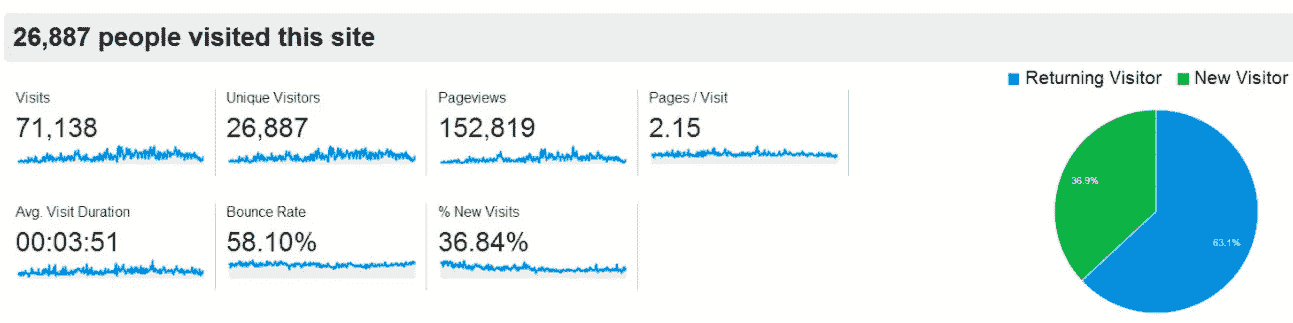 26,887 people visited this site
Returning Visitor New Visitor
Visits Unique Visitors Pageviews Pages / Visit
71,138 26,887 152,819 2.15
36.9%
63.1%
Avg. Visit Duration Bounce Rate % New Visits
00:03:51 58.10% 36.84%